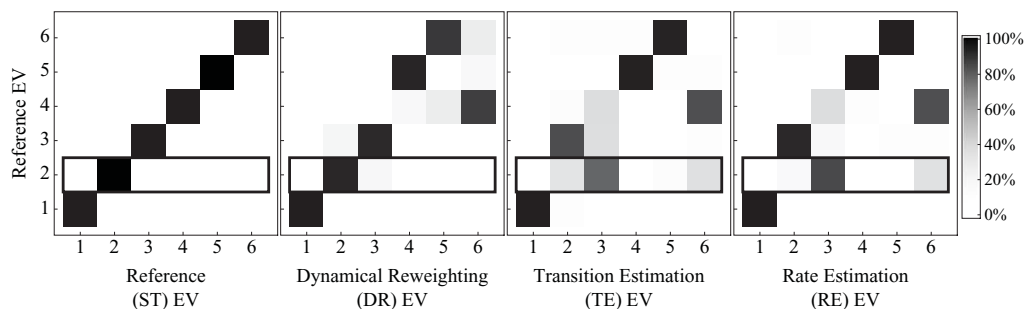 Reference EV
6
5
4
3
2
1
1 2 3 4 5 6
1 2 3 4 5 6
1 2 3 4 5 6
1 2 3 4 5 6
Reference
(ST) EV
Dynamical Reweighting
(DR) EV
Transition Estimation
(TE) EV
Rate Estimation
(RE) EV
100%
80%
60%
40%
20%
0%